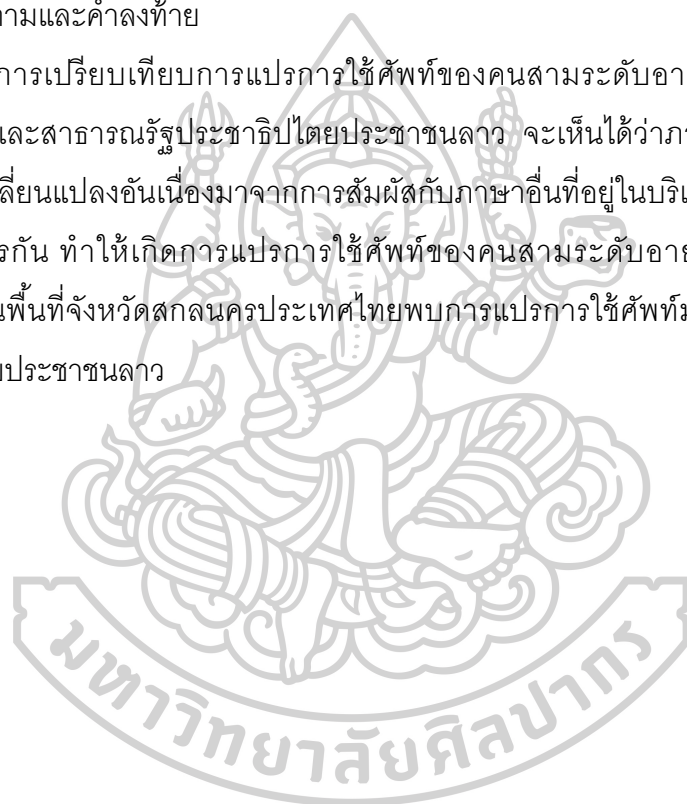 ถามและคำลงท้าย
การเปรียบเทียบการแปรการใช้ศัพท์ของคนสามระดับอา
และสาธารณรัฐประชาธิปไตยประชาชนลาว จะเห็นได้ว่าภา
ลี่ยนแปลงอันเนื่องมาจากการสัมผัสกับภาษาอื่นที่อยู่ในบริเ
รกัน ทำให้เกิดการแปรการใช้ศัพท์ของคนสามระดับอา
นพื้นที่จังหวัดสกลนครประเทศไทยพบการแปรการใช้ศัพท์ม
ยประชาชนลาว
มหาวิทยาลัยศิลปากร